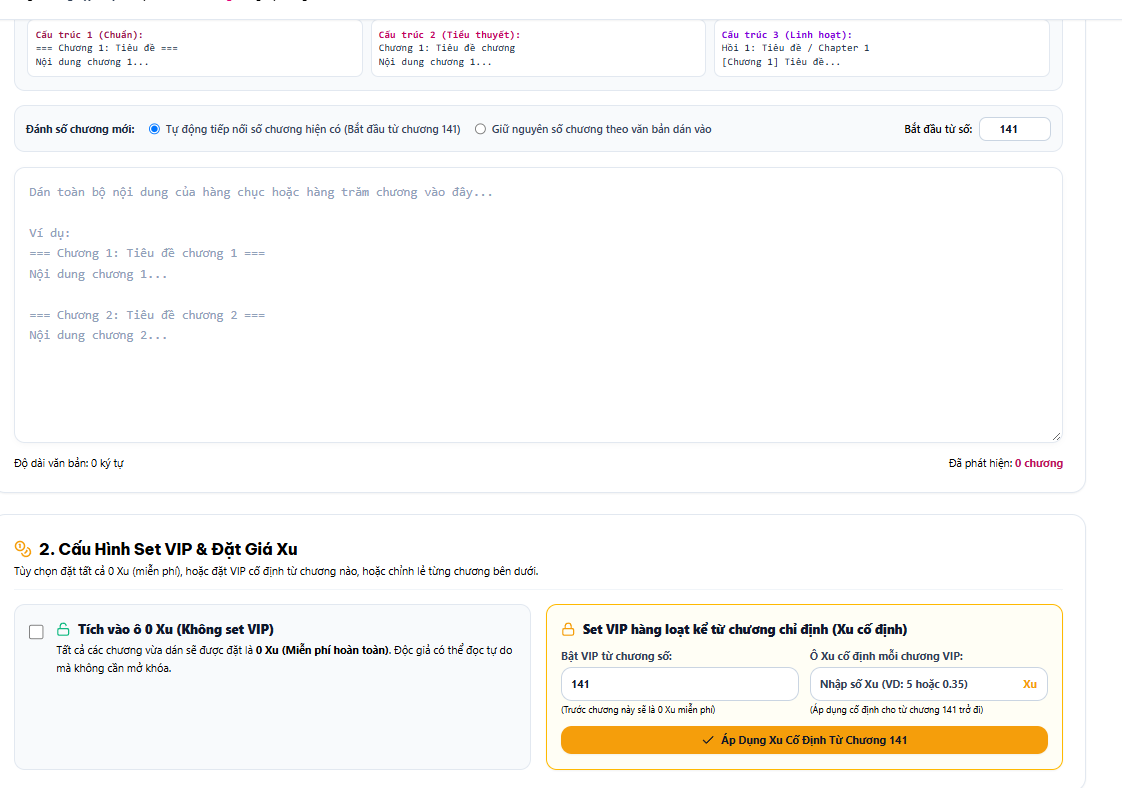 Cấu trúc 1 (Chuẩn):
=== Chương 1: Tiêu đề ===
Nội dung chương 1...
Cấu trúc 2 (Tiểu thuyết):
Chương 1: Tiêu đề chương
Nội dung chương 1...
Cấu trúc 3 (Linh hoạt):
Hồi 1: Tiêu đề / Chapter 1
[Chương 1] Tiêu đề...
Đánh số chương mới: Tự động tiếp nối số chương hiện có (Bắt đầu từ chương 141) Giữ nguyên số chương theo văn bản dán vào Bắt đầu từ số: 141
Dán toàn bộ nội dung của hàng chục hoặc hàng trăm chương vào đây...
Ví dụ:
=== Chương 1: Tiêu đề chương 1 ===
Nội dung chương 1...
=== Chương 2: Tiêu đề chương 2 ===
Nội dung chương 2...
Độ dài văn bản: 0 ký tự Đã phát hiện: 0 chương
2. Cấu Hình Set VIP & Đặt Giá Xu
Tùy chọn đặt tất cả 0 Xu (miễn phí), hoặc đặt VIP cố định từ chương nào, hoặc chỉnh lẻ từng chương bên dưới.
Tích vào ô 0 Xu (Không set VIP)
Tất cả các chương vừa dán sẽ được đặt là 0 Xu (Miễn phí hoàn toàn). Độc giả có thể đọc tự do
mà không cần mở khóa.
Set VIP hàng loạt kể từ chương chỉ định (Xu cố định)
Bật VIP từ chương số:
141
(Trước chương này sẽ là 0 Xu miễn phí)
Ô Xu cố định mỗi chương VIP:
Nhập số Xu (VD: 5 hoặc 0.35) Xu
(Áp dụng cố định cho từ chương 141 trở đi)
Áp Dụng Xu Cố Định Từ Chương 141